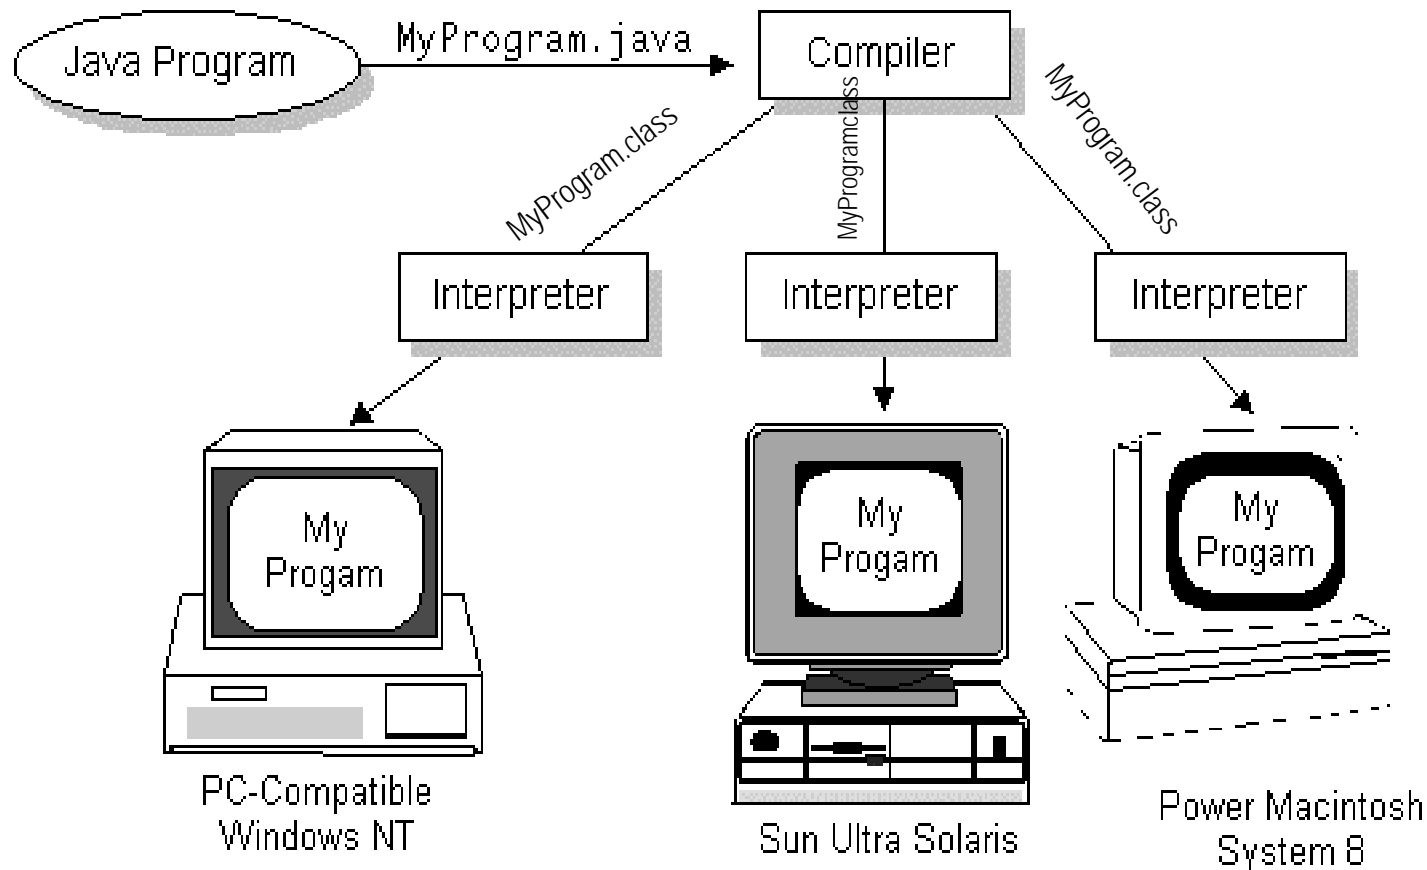 Java Program
MyProgram.java
Compiler
MyProgram.class
MyProgramclass
MyProgram.class
Interpreter
Interpreter
Interpreter
My
Progam
My
Progam
My
Progam
PC-Compatible
Windows NT
Sun Ultra Solaris
Power Macintosh
System 8